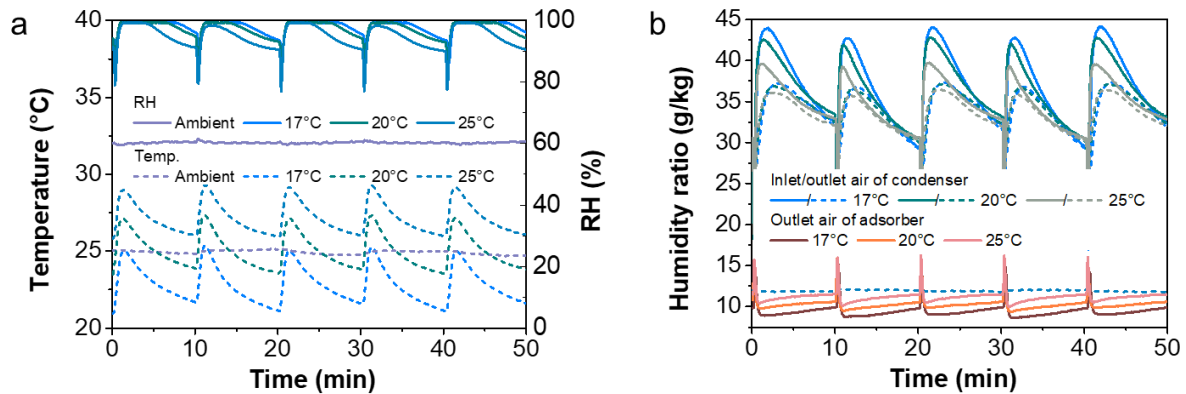 a
Temperature (°C)
40
35
30
25
20
RH
Ambient 17°C 20°C 25°C
Temp.
Ambient 17°C 20°C 25°C
100
80
60
40
20
0
RH (%)
0 10 20 30 40 50
Time (min)
b
Humidity ratio (g/kg)
45
40
35
30
25
20
15
10
Inlet/outlet air of condenser
/ 17°C / 20°C / 25°C
Outlet air of adsorber
17°C 20°C 25°C
0 10 20 30 40 50
Time (min)